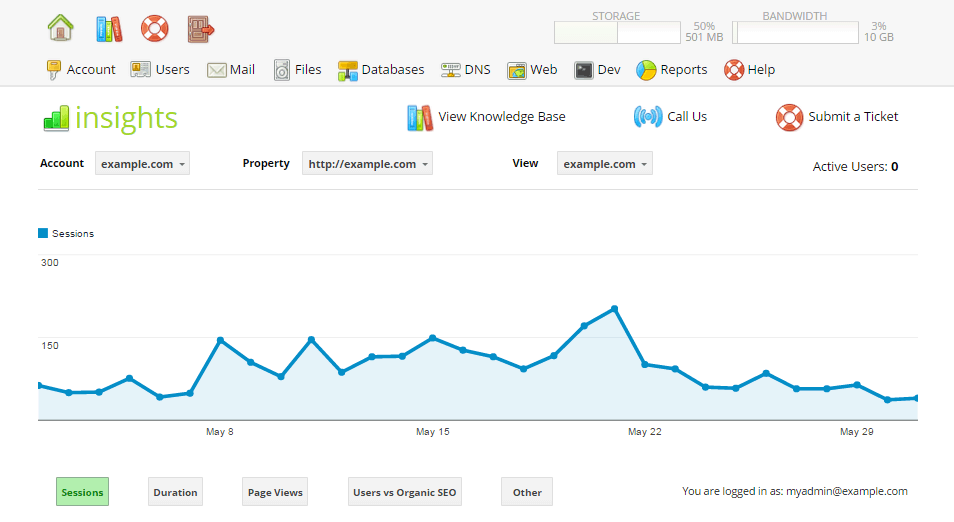 STORAGE
50%
501 MB
BANDWIDTH
3%
10 GB
Account Users Mail Files Databases DNS Web Dev Reports Help
insights View Knowledge Base Call Us Submit a Ticket
Account example.com Property http://example.com View example.com Active Users: 0
Sessions
300
150
May 8 May 15 May 22 May 29
Sessions Duration Page Views Users vs Organic SEO Other You are logged in as: myadmin@example.com